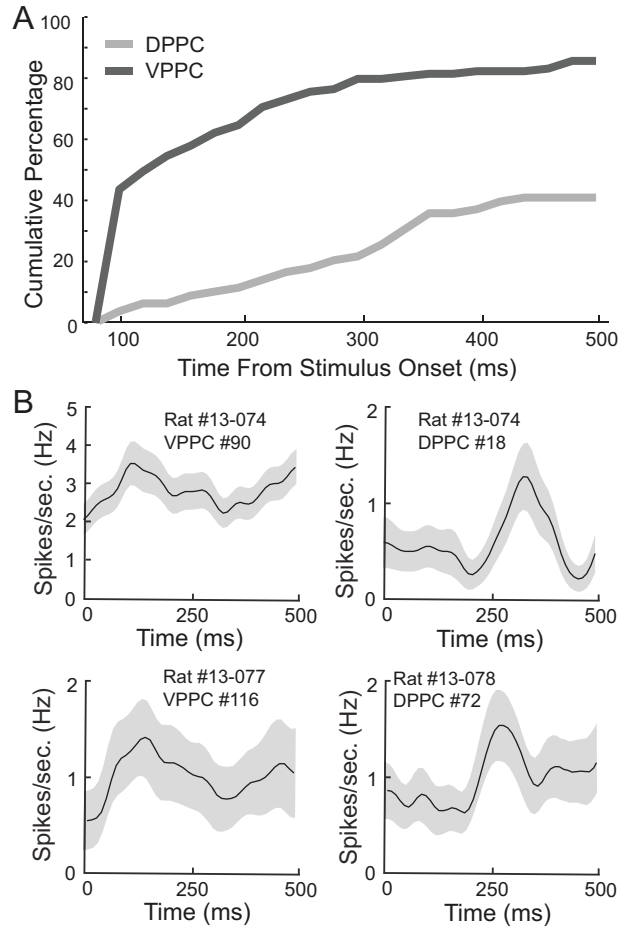 A
100
80
60
40
20
0
Cumulative Percentage
DPPC
VPPC
100 200 300 400 500
Time From Stimulus Onset (ms)
B
5
4
3
2
1
0
Spikes/sec. (Hz)
Rat #13-074
VPPC #90
0 250 500
Time (ms)
2
1
0
Spikes/sec. (Hz)
Rat #13-074
DPPC #18
0 250 500
Time (ms)
2
1
0
Spikes/sec. (Hz)
Rat #13-077
VPPC #116
0 250 500
Time (ms)
2
1
0
Spikes/sec. (Hz)
Rat #13-078
DPPC #72
0 250 500
Time (ms)